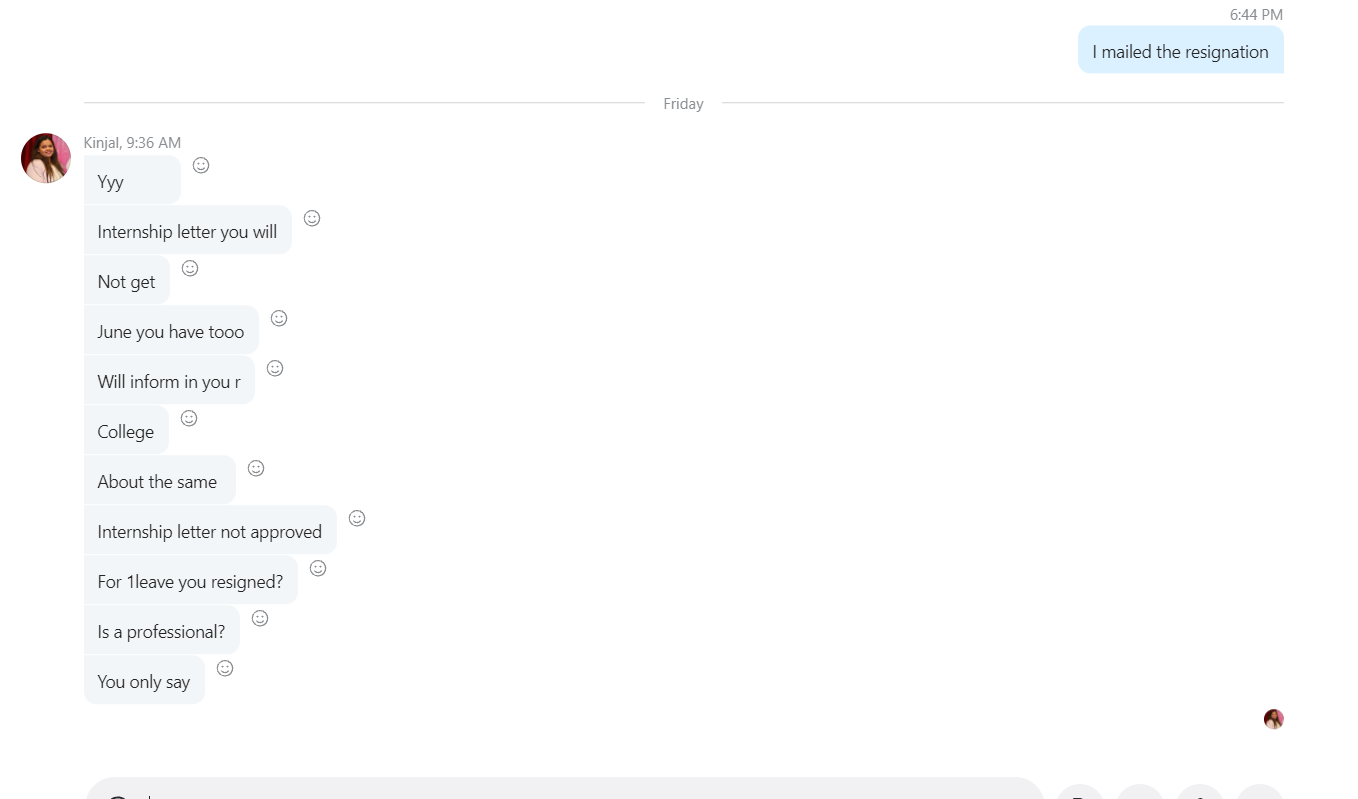 6:44 PM
I mailed the resignation
Friday
Kinjal, 9:36 AM
Yyy
Internship letter you will
Not get
June you have tooo
Will inform in you r
College
About the same
Internship letter not approved
For 1leave you resigned?
Is a professional?
You only say